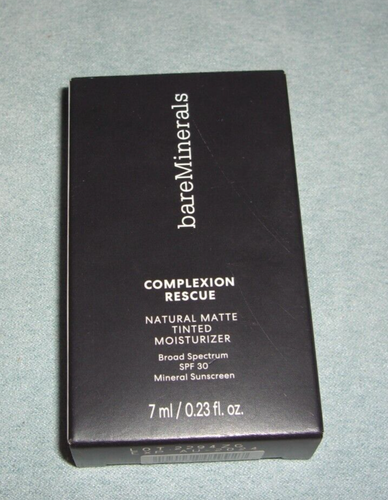 bareMinerals
COMPLEXION
RESCUE
NATURAL MATTE
TINTED
MOISTURIZER
Broad Spectrum
SPF 30
Mineral Sunscreen
7 ml / 0.23 fl. oz.